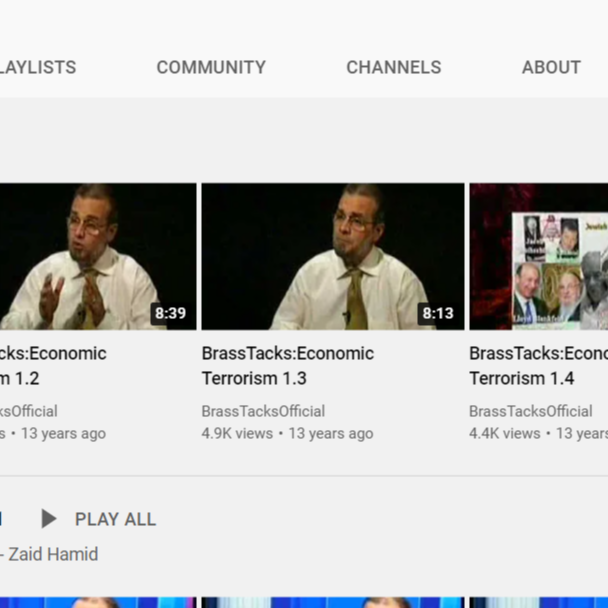 LAYLISTS COMMUNITY CHANNELS ABOUT
8:39 8:13
cks:Economic BrassTacks:Economic BrassTacks:Econo
m 1.2 Terrorism 1.3 Terrorism 1.4
ksOfficial BrassTacksOfficial BrassTacksOfficial
s • 13 years ago 4.9K views • 13 years ago 4.4K views • 13 years
PLAY ALL
- Zaid Hamid